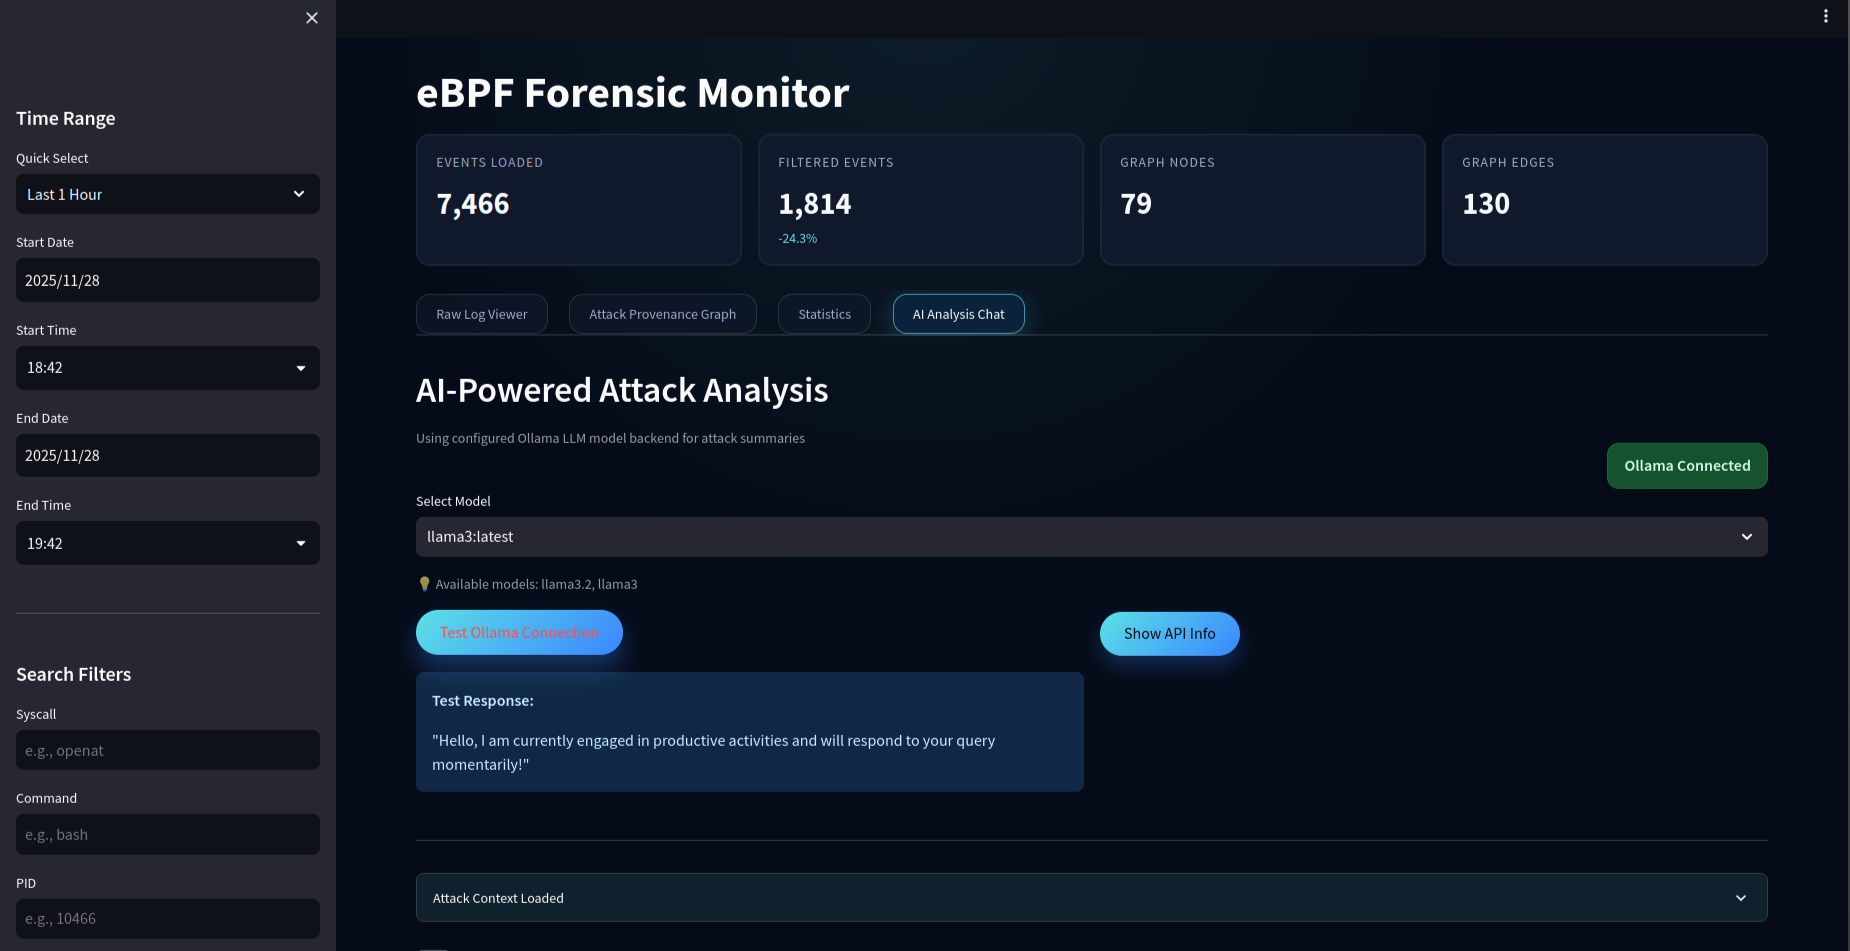 Time Range
Quick Select
Last 1 Hour
Start Date
2025/11/28
Start Time
18:42
End Date
2025/11/28
End Time
19:42
Search Filters
Syscall
e.g., openat
Command
e.g., bash
PID
e.g., 10466
eBPF Forensic Monitor
EVENTS LOADED
7,466
FILTERED EVENTS
1,814
-24.3%
GRAPH NODES
79
GRAPH EDGES
130
Raw Log Viewer
Attack Provenance Graph
Statistics
AI Analysis Chat
AI-Powered Attack Analysis
Using configured Ollama LLM model backend for attack summaries
Ollama Connected
Select Model
llama3:latest
Available models: llama3.2, llama3
Test Ollama Connection
Show API Info
Test Response:
"Hello, I am currently engaged in productive activities and will respond to your query
momentarily!"
Attack Context Loaded